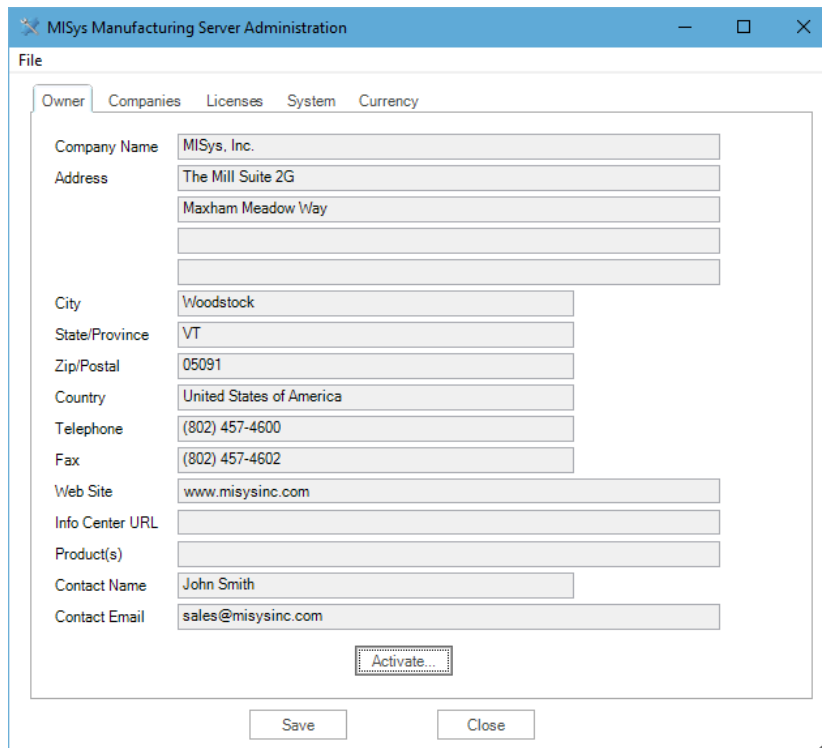 MISys Manufacturing Server Administration
File
Owner Companies Licenses System Currency
Company Name MISys, Inc.
Address The Mill Suite 2G
Maxham Meadow Way
City Woodstock
State/Province VT
Zip/Postal 05091
Country United States of America
Telephone (802) 457-4600
Fax (802) 457-4602
Web Site www.misysinc.com
Info Center URL
Product(s)
Contact Name John Smith
Contact Email sales@misysinc.com
Activate...
Save Close